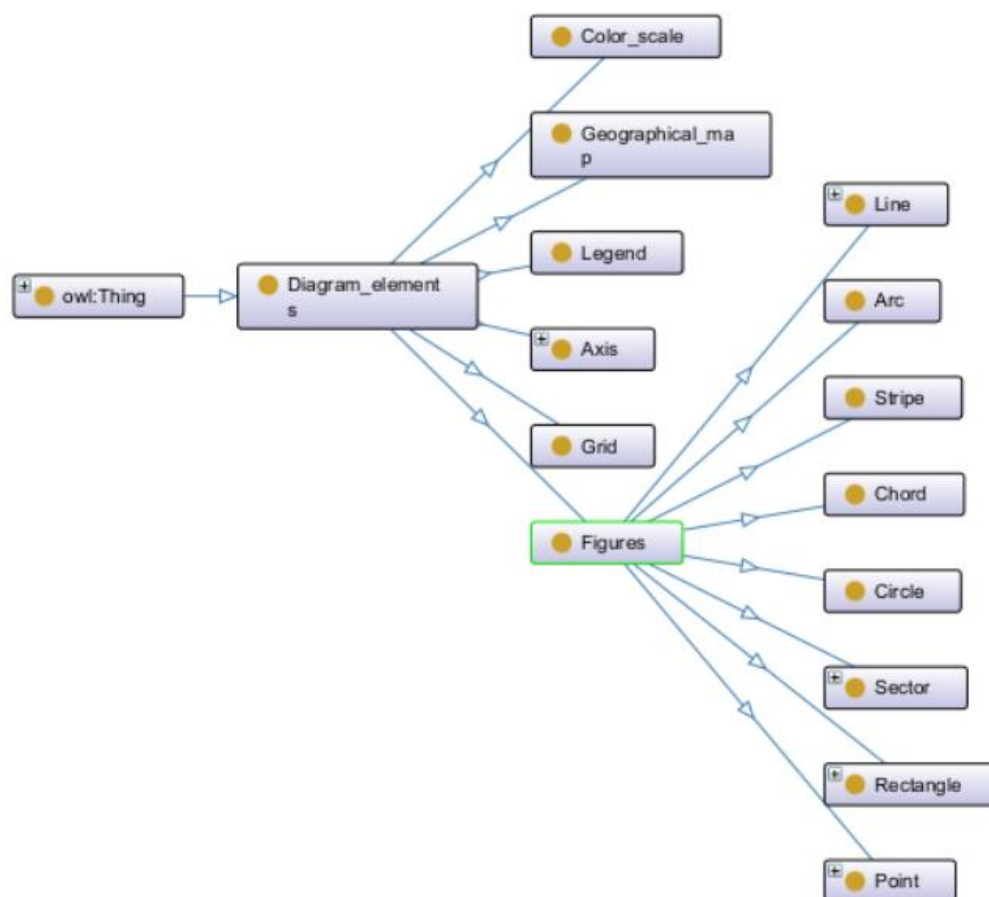 Color_scale
Geographical_ma
p
Line
Legend
owl:Thing
Diagram_element
s
Arc
Axis
Stripe
Grid
Chord
Figures
Circle
Sector
Rectangle
Point